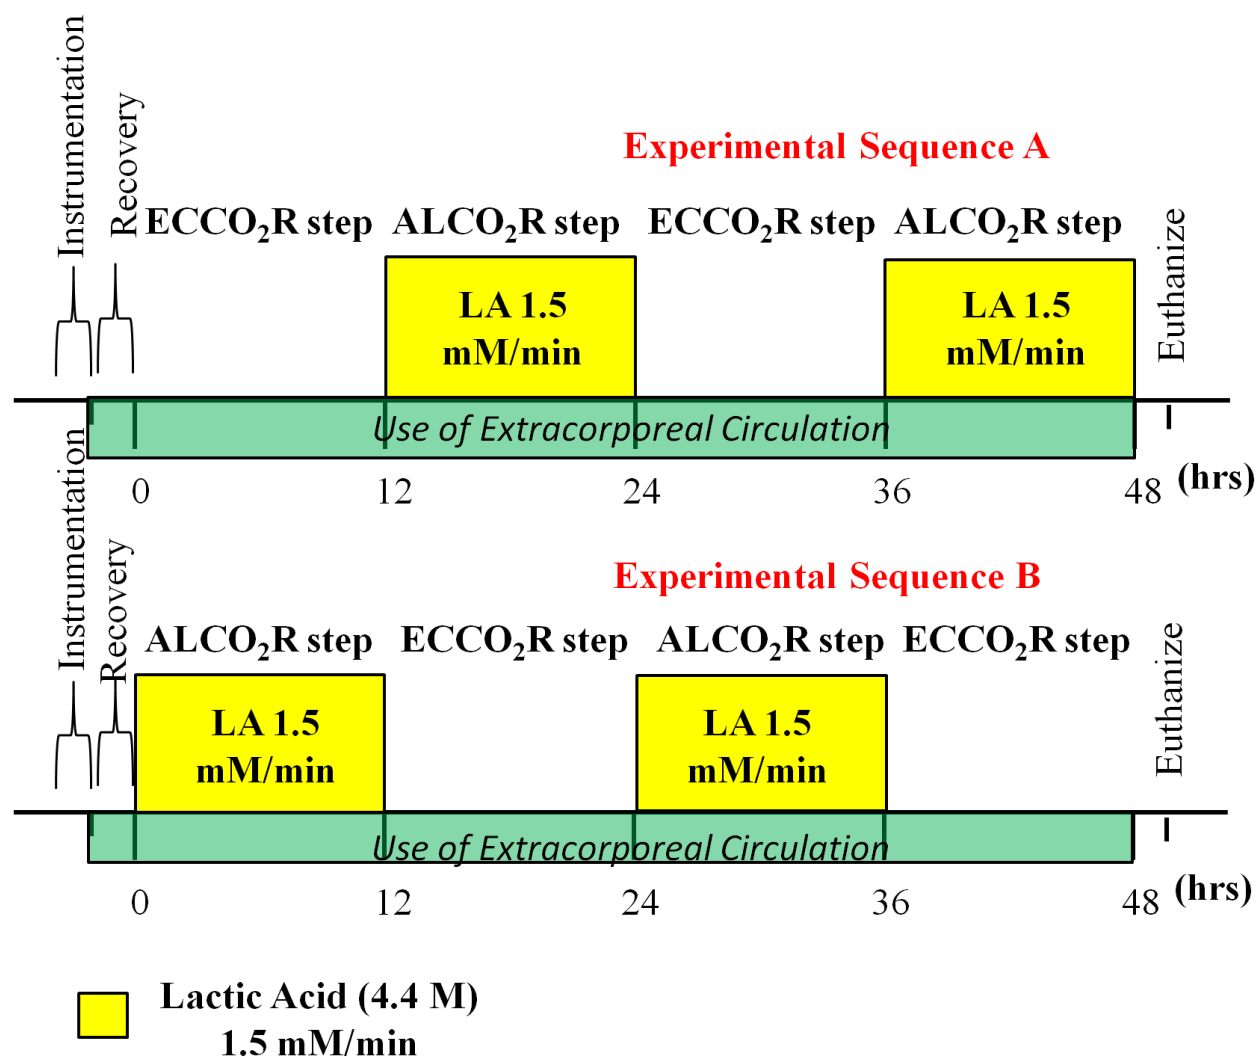 Instrumentation
Recovery
Experimental Sequence A
ECCO₂R step ALCO₂R step ECCO₂R step ALCO₂R step
Euthanize
LA 1.5
mM/min
LA 1.5
mM/min
Use of Extracorporeal Circulation
0 12 24 36 48 (hrs)
Instrumentation
Recovery
Experimental Sequence B
ALCO₂R step ECCO₂R step ALCO₂R step ECCO₂R step
Euthanize
LA 1.5
mM/min
LA 1.5
mM/min
Use of Extracorporeal Circulation
0 12 24 36 48 (hrs)
Lactic Acid (4.4 M)
1.5 mM/min